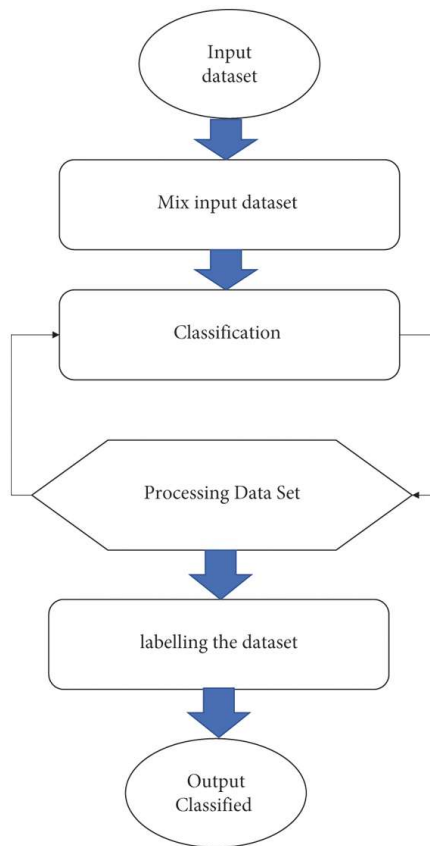 Input
dataset
Mix input dataset
Classification
Processing Data Set
labelling the dataset
Output
Classified